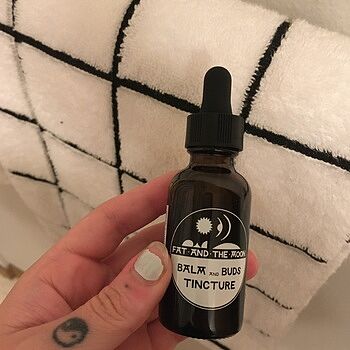 FAT·AND·THE·MOON
BALM AND BUDS
TINCTURE